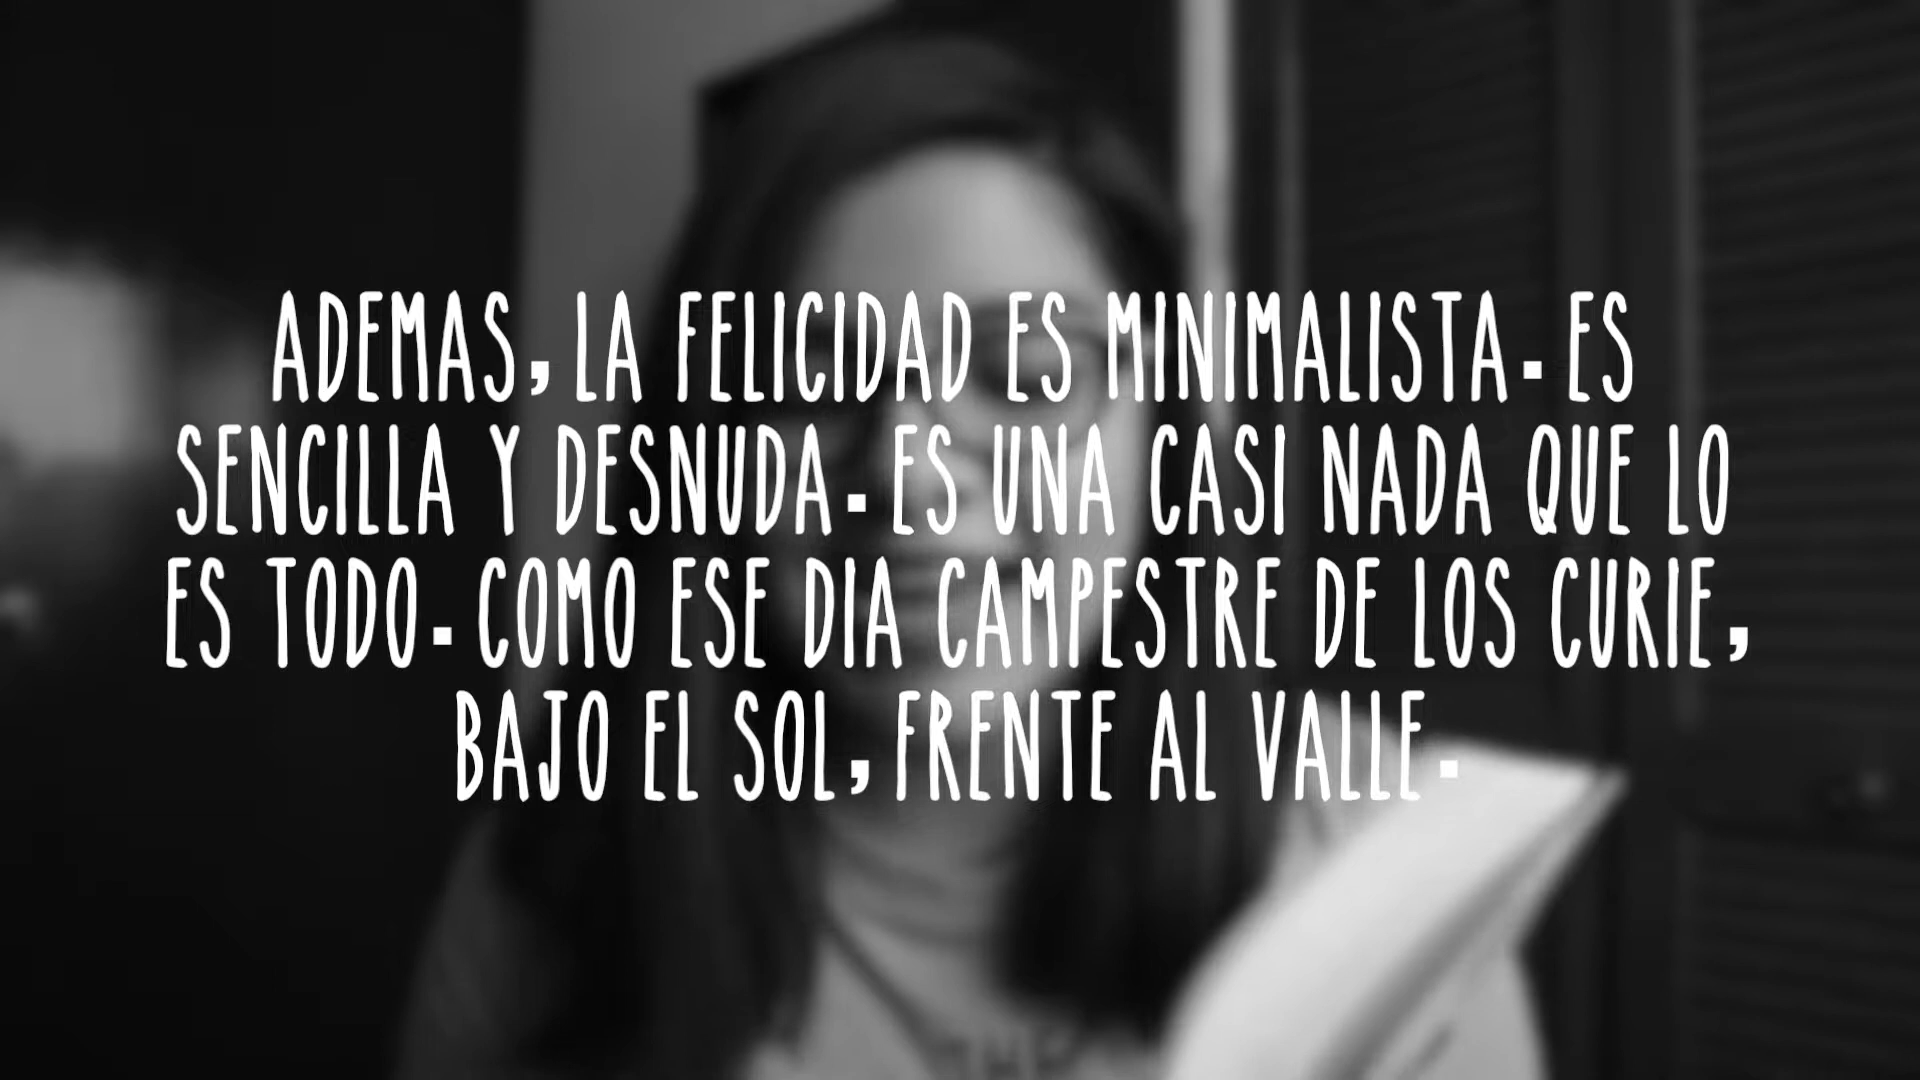 ADEMAS, LA FELICIDAD ES MINIMALISTA. ES
SENCILLA Y DESNUDA. ES UNA CASI NADA QUE LO
ES TODO. COMO ESE DIA CAMPESTRE DE LOS CURIE,
BAJO EL SOL, FRENTE AL VALLE.